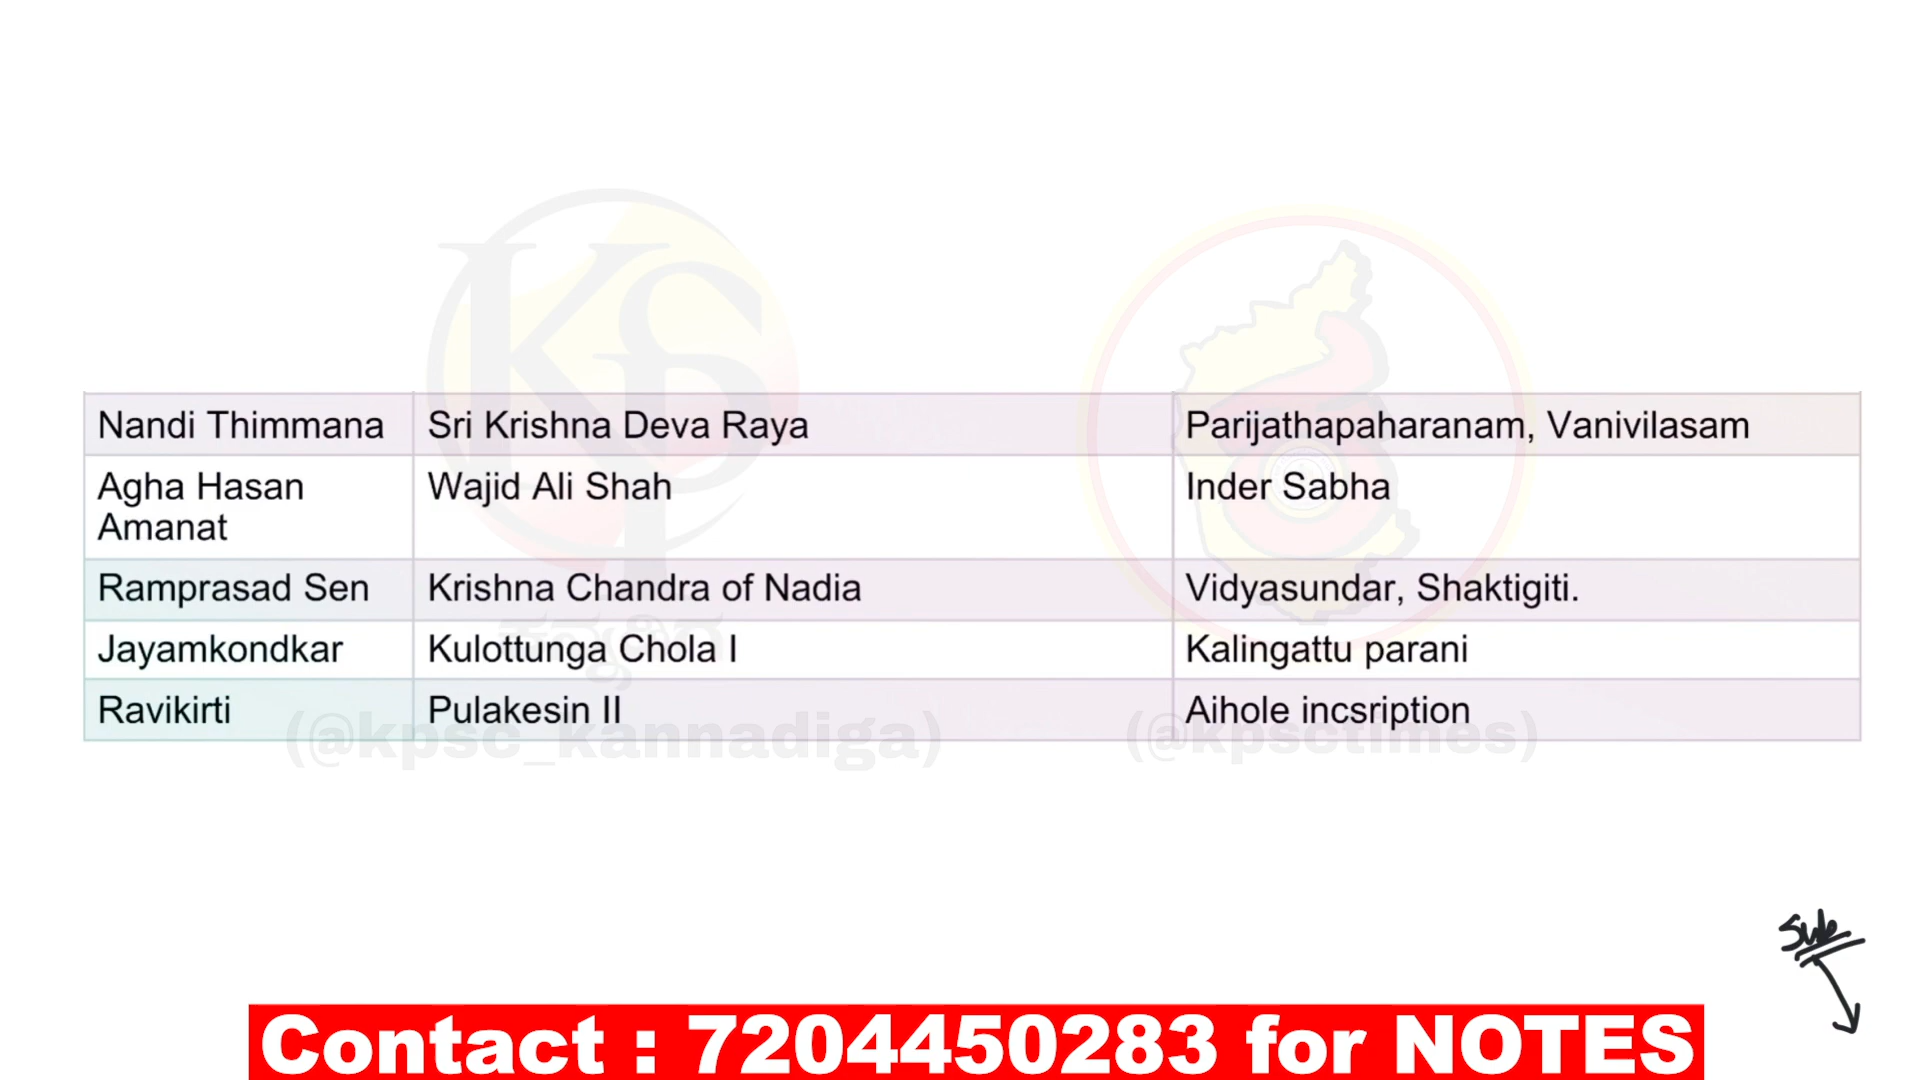 Nandi Thimmana Sri Krishna Deva Raya Parijathapaharanam, Vanivilasam
Agha Hasan Wajid Ali Shah Inder Sabha
Amanat
Ramprasad Sen Krishna Chandra of Nadia Vidyasundar, Shaktigiti.
Jayamkondkar Kulottunga Chola I Kalingattu parani
Ravikirti Pulakesin II Aihole incsription
(@kpsc_kannadiga) (@kpsctimes)
KPSC
Sub
Contact : 7204450283 for NOTES